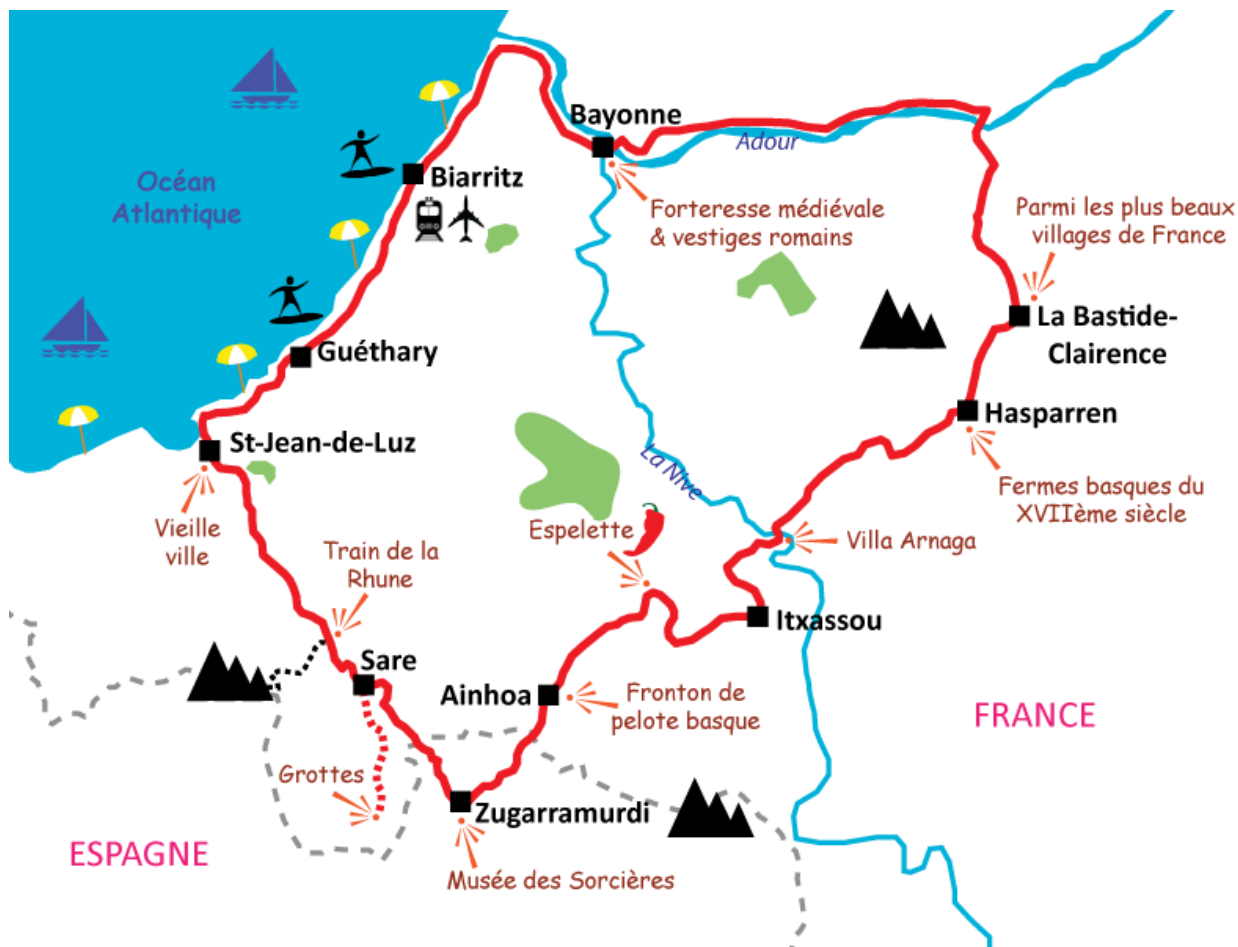 Bayonne
Adour
Biarritz
Océan
Atlantique
Forteresse médiévale
& vestiges romains
Parmi les plus beaux
villages de France
La Bastide-
Clairence
Guéthary
Hasparren
St-Jean-de-Luz
La Nive
Fermes basques du
XVIIème siècle
Vieille
ville
Espelette
Villa Arnaga
Train de la
Rhune
Itxassou
Sare
Ainhoa
Fronton de
pelote basque
FRANCE
Grottes
Zugarramurdi
ESPAGNE
Musée des Sorcières